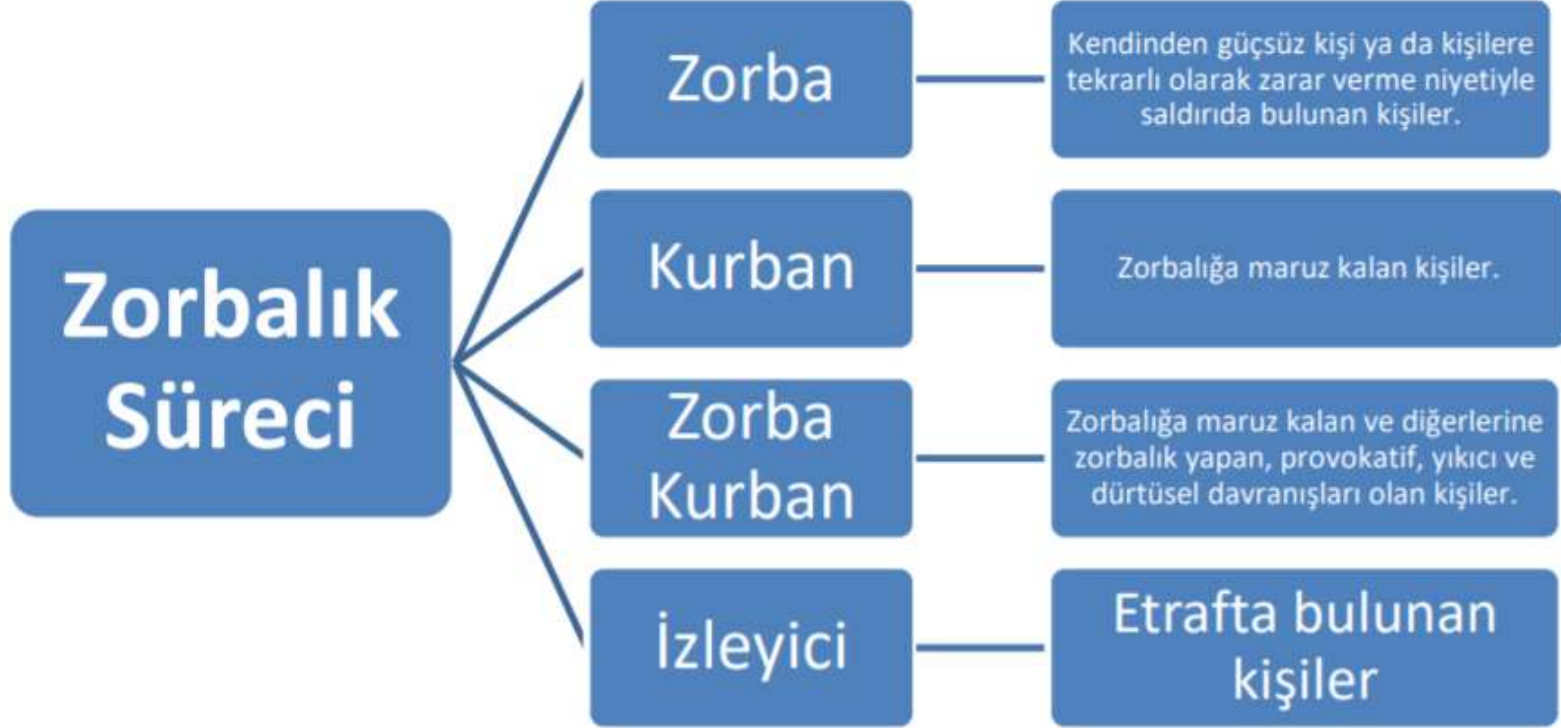 Zorbalık
Süreci
Zorba
Kendinden güçsüz kişi ya da kişilere
tekrarlı olarak zarar verme niyetiyle
saldırıda bulunan kişiler.
Kurban
Zorbalığa maruz kalan kişiler.
Zorba
Kurban
Zorbalığa maruz kalan ve diğerlerine
zorbalık yapan, provokatif, yıkıcı ve
dürtüsel davranışları olan kişiler.
İzleyici
Etrafta bulunan
kişiler